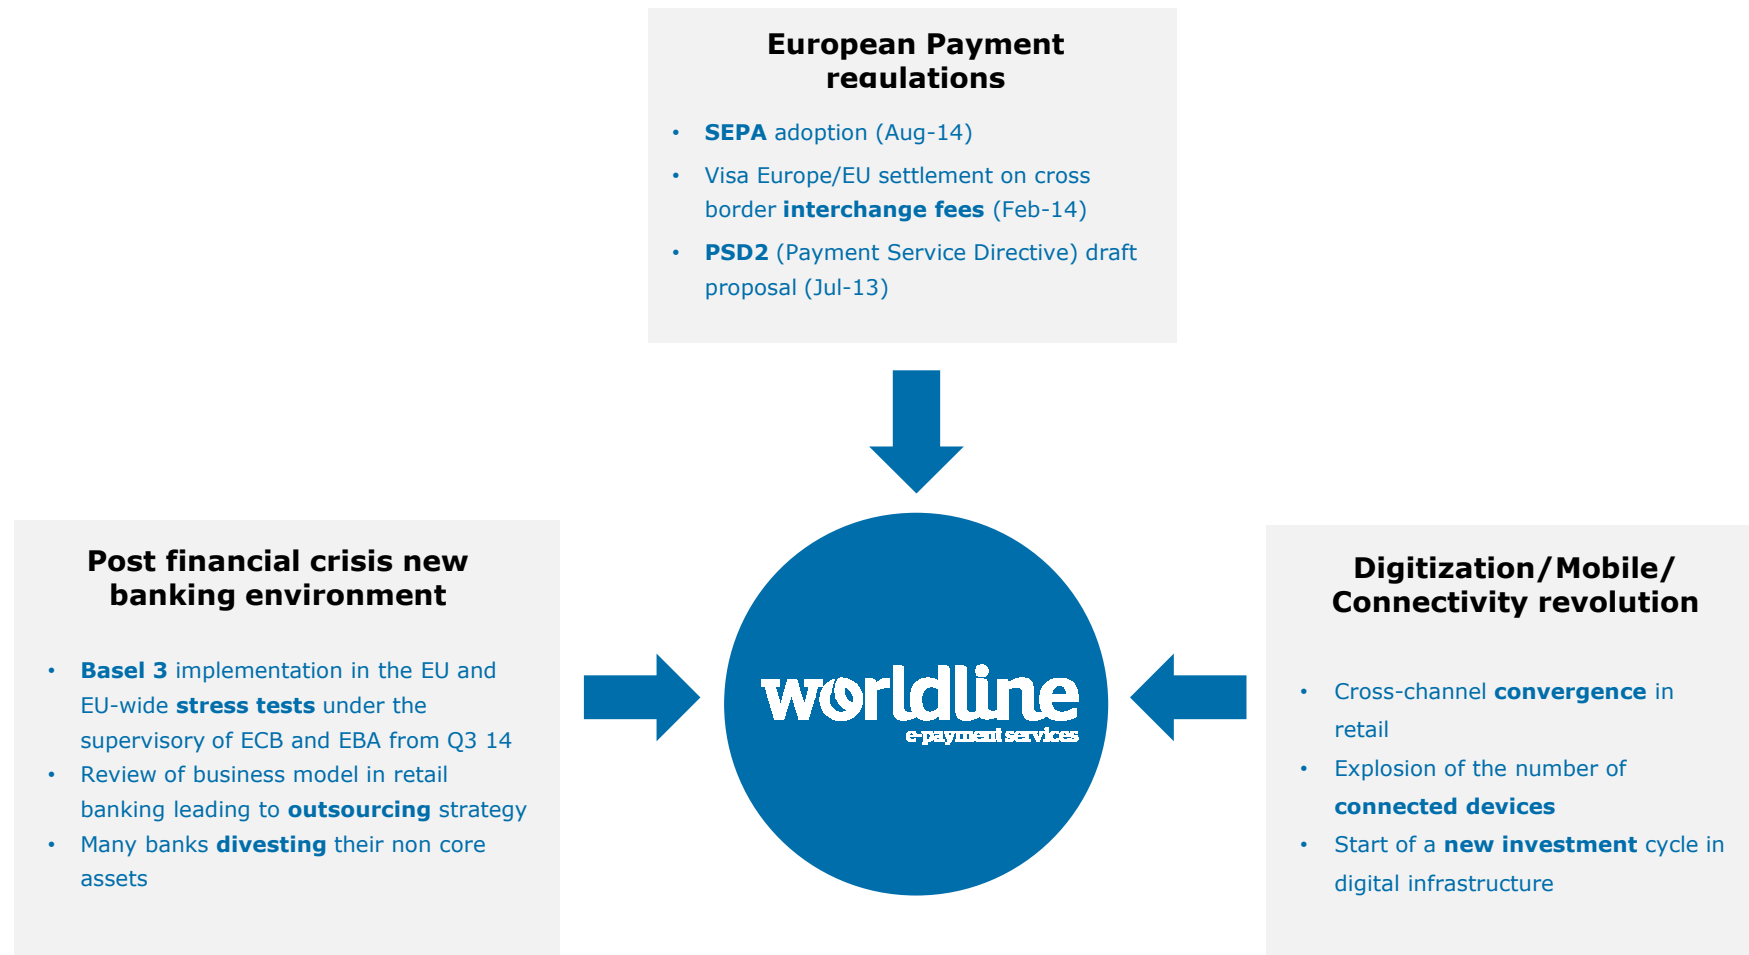 European Payment
regulations
• SEPA adoption (Aug-14)
• Visa Europe/EU settlement on cross
border interchange fees (Feb-14)
• PSD2 (Payment Service Directive) draft
proposal (Jul-13)
Post financial crisis new
banking environment
• Basel 3 implementation in the EU and
EU-wide stress tests under the
supervisory of ECB and EBA from Q3 14
• Review of business model in retail
banking leading to outsourcing strategy
• Many banks divesting their non core
assets
worldline
e-payment services
Digitization/Mobile/
Connectivity revolution
• Cross-channel convergence in
retail
• Explosion of the number of
connected devices
• Start of a new investment cycle in
digital infrastructure